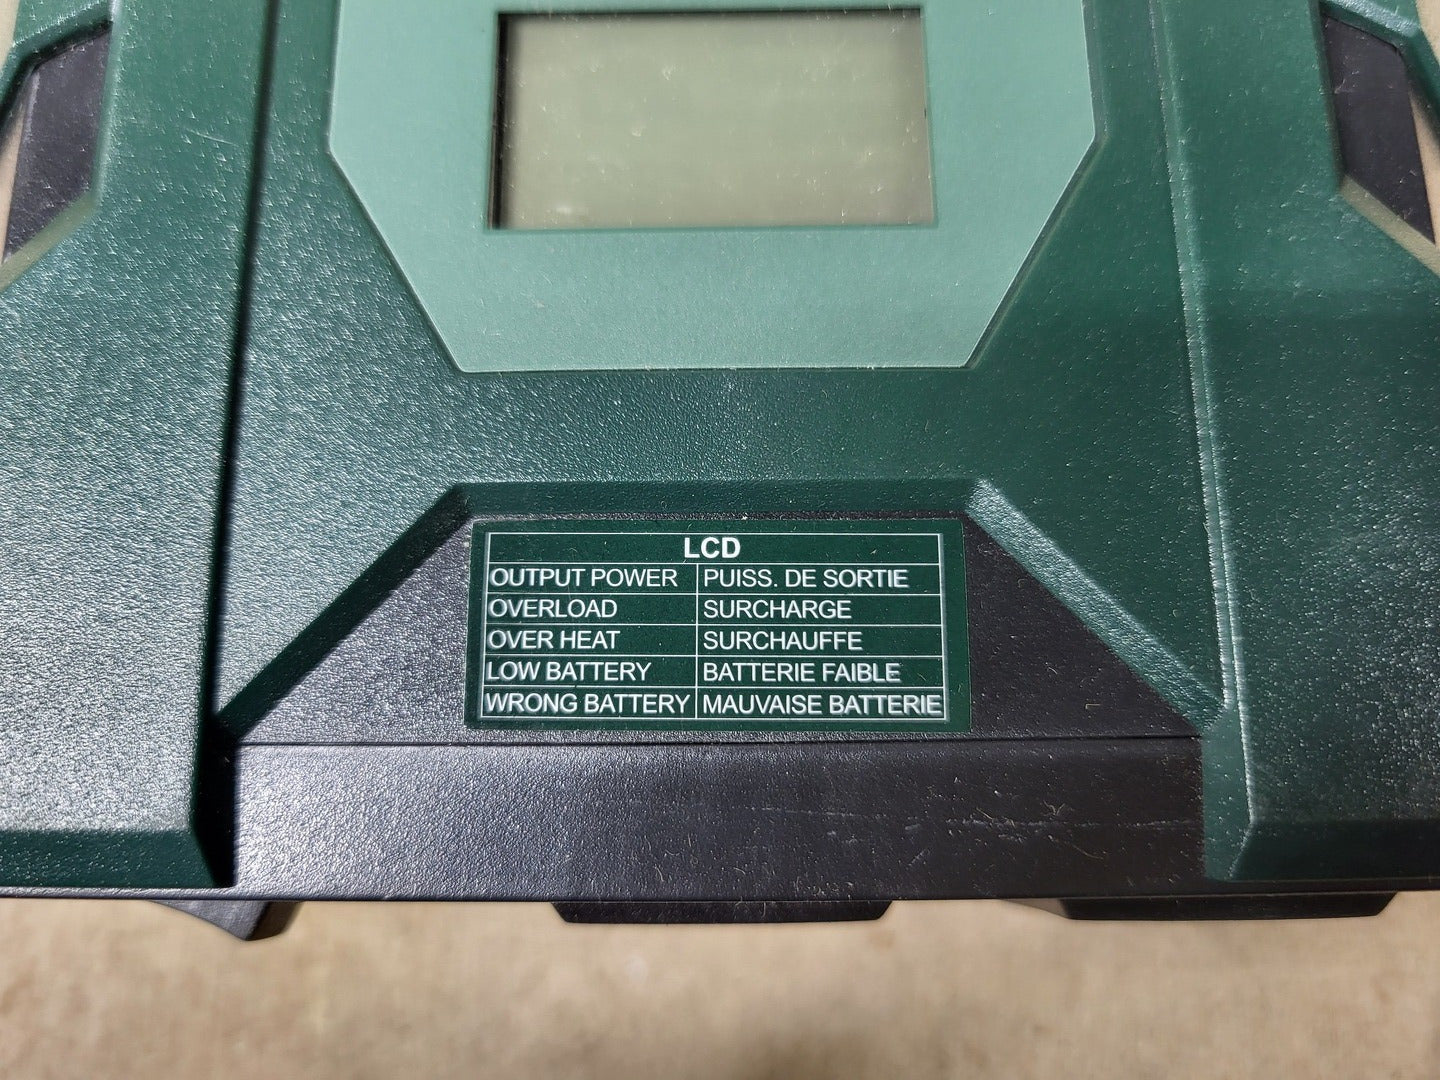 LCD
OUTPUT POWER PUISS. DE SORTIE
OVERLOAD SURCHARGE
OVER HEAT SURCHAUFFE
LOW BATTERY BATTERIE FAIBLE
WRONG BATTERY MAUVAISE BATTERIE